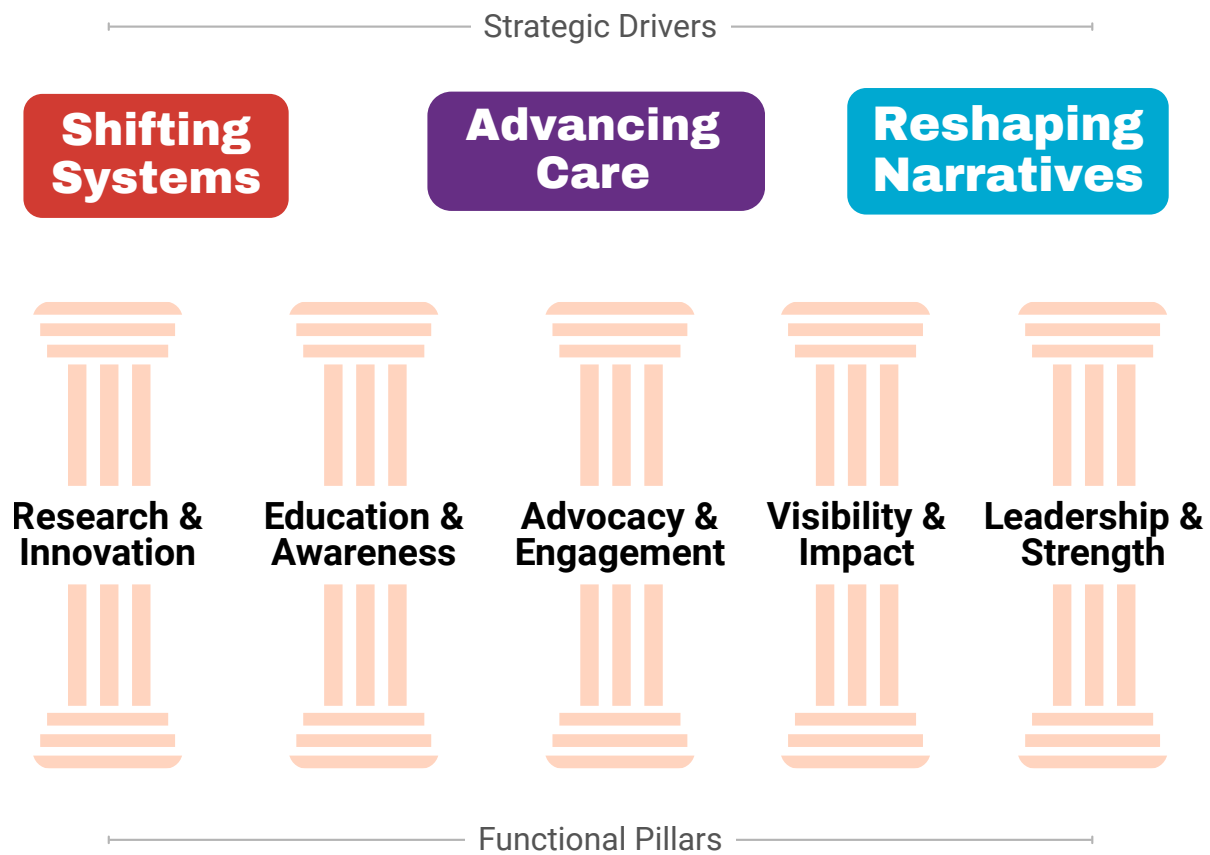 Strategic Drivers
Shifting
Systems
Advancing
Care
Reshaping
Narratives
Research &
Innovation
Education &
Awareness
Advocacy &
Engagement
Visibility &
Impact
Leadership &
Strength
Functional Pillars